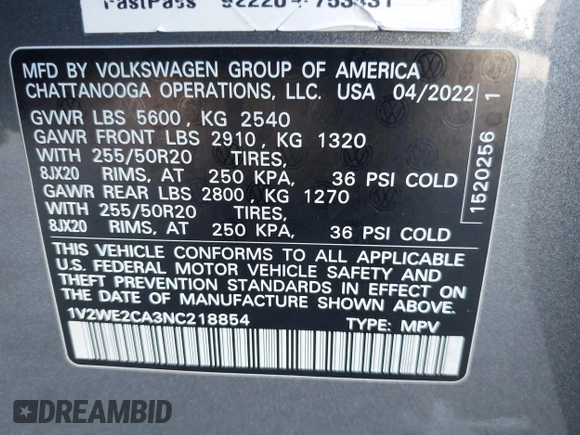 FastPass
MFD BY VOLKSWAGEN GROUP OF AMERICA
CHATTANOOGA OPERATIONS, LLC. USA 04/2022
GVWR LBS 5600, KG 2540
GAWR FRONT LBS 2910, KG 1320
WITH 255/50R20 TIRES,
8JX20 RIMS, AT 250 KPA, 36 PSI COLD
GAWR REAR LBS 2800, KG 1270
WITH 255/50R20 TIRES,
8JX20 RIMS, AT 250 KPA, 36 PSI COLD
THIS VEHICLE CONFORMS TO ALL APPLICABLE
U.S. FEDERAL MOTOR VEHICLE SAFETY AND
THEFT PREVENTION STANDARDS IN EFFECT ON
THE DATE OF MANUFACTURE SHOWN ABOVE.
1V2WE2CA3NC218854 TYPE: MPV
1520256 1
DREAMBID